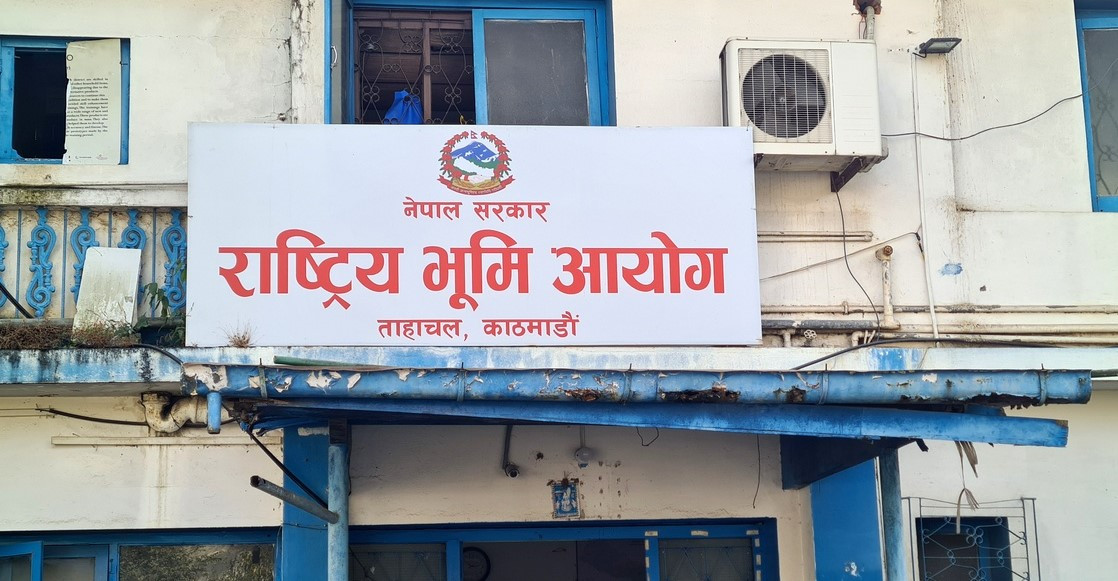 नेपाल सरकार
राष्ट्रिय भूमि आयोग
ताहाचल, काठमाडौं